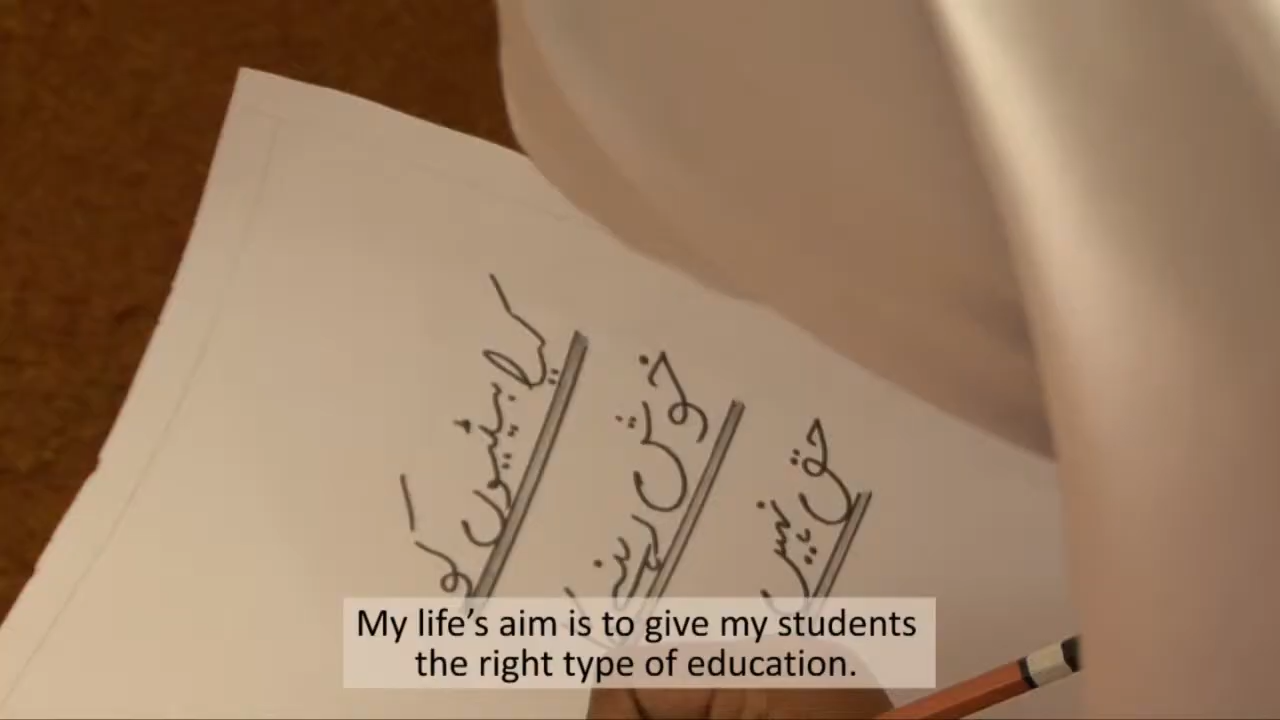 کیا بیٹیوں کو
خوش رہنے
حق نہیں
My life's aim is to give my students
the right type of education.